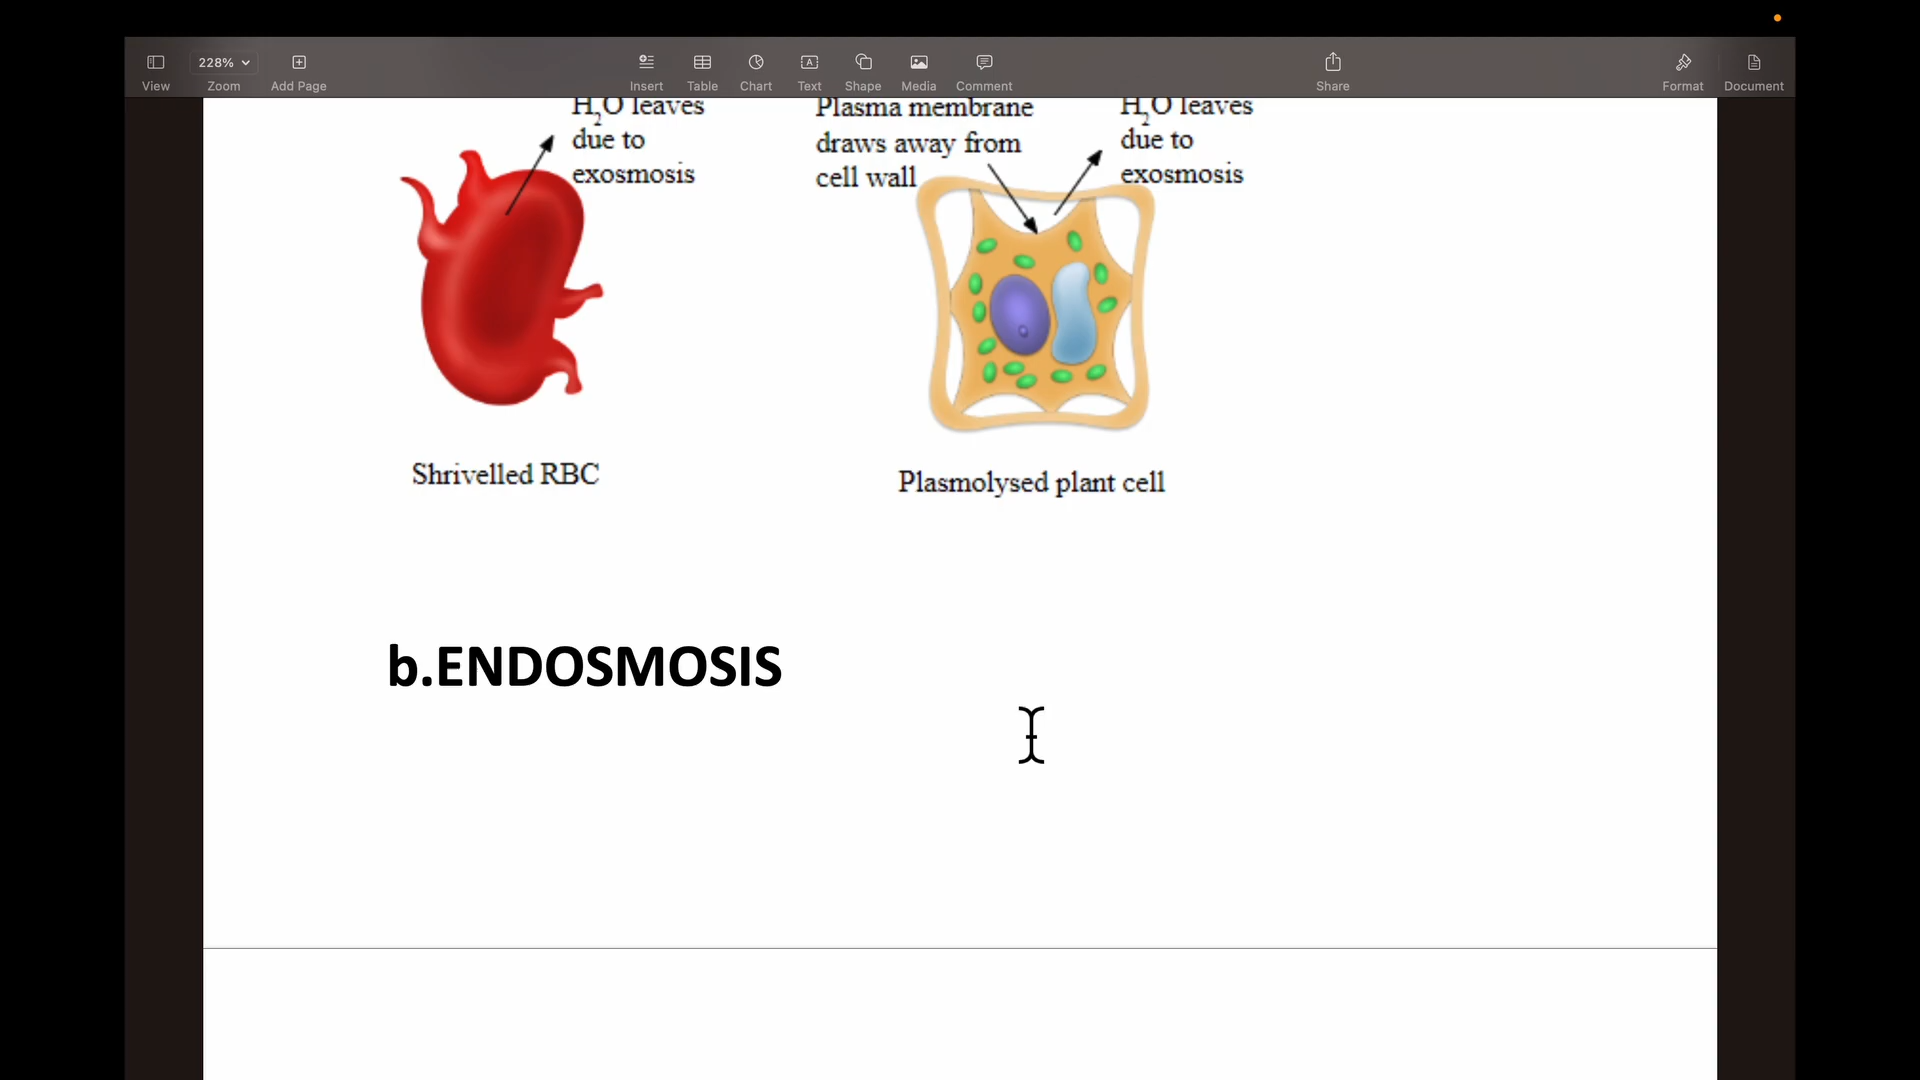 228%
View
Zoom
Add Page
Insert
Table
Chart
Text
Shape
Media
Comment
Share
Format
Document
H₂O leaves
due to
exosmosis
Plasma membrane
draws away from
cell wall
H₂O leaves
due to
exosmosis
Shrivelled RBC
Plasmolysed plant cell
b.ENDOSMOSIS